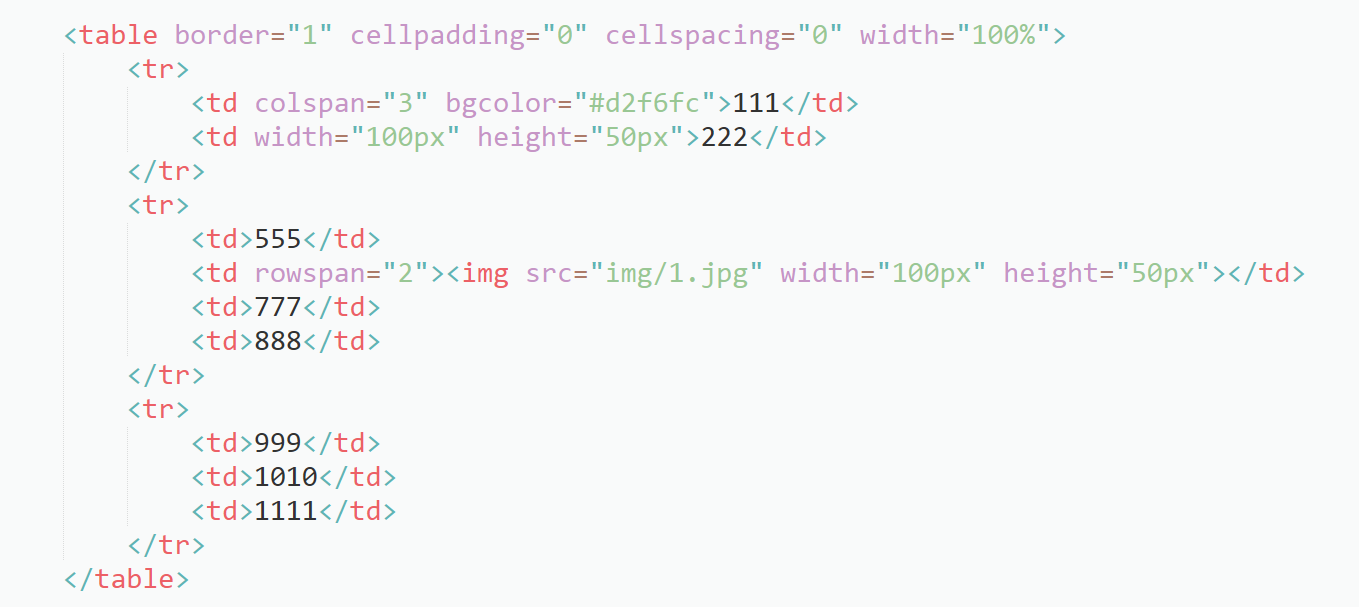 <table border="1" cellpadding="0" cellspacing="0" width="100%">
    <tr>
        <td colspan="3" bgcolor="#d2f6fc">111</td>
        <td width="100px" height="50px">222</td>
    </tr>
    <tr>
        <td>555</td>
        <td rowspan="2"><img src="img/1.jpg" width="100px" height="50px"></td>
        <td>777</td>
        <td>888</td>
    </tr>
    <tr>
        <td>999</td>
        <td>1010</td>
        <td>1111</td>
    </tr>
</table>